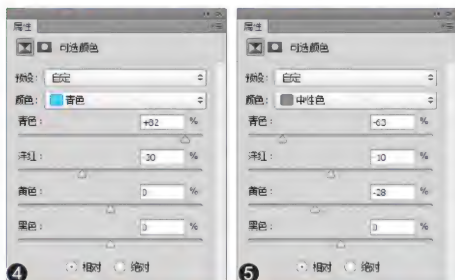 属性
可选颜色
预设： 自定
颜色： 青色
青色： +82 %
洋红： -30 %
黄色： 0 %
黑色： 0 %
相对 绝对
4
属性
可选颜色
预设： 自定
颜色： 中性色
青色： -63 %
洋红： -10 %
黄色： -28 %
黑色： 0 %
相对 绝对
5